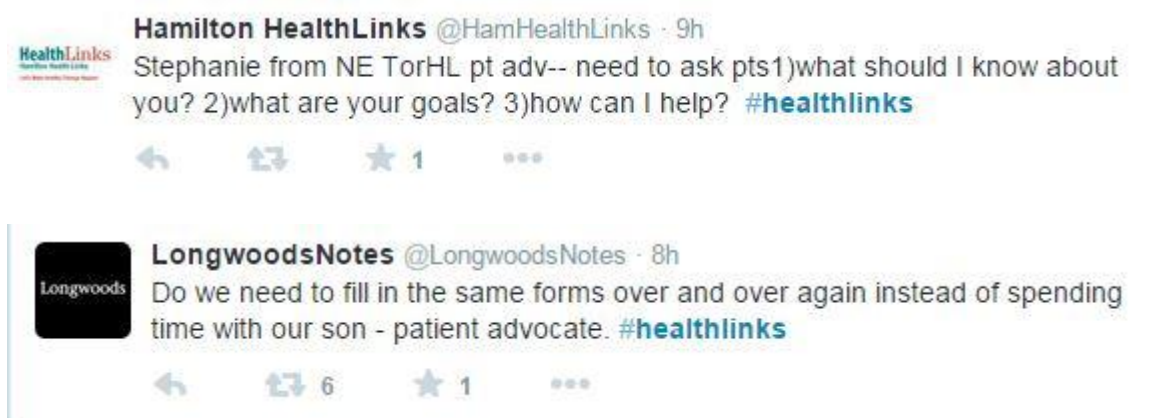 Hamilton HealthLinks @HamHealthLinks · 9h
HealthLinks
Stephanie from NE TorHL pt adv-- need to ask pts1)what should I know about
you? 2)what are your goals? 3)how can I help? #healthlinks
1
LongwoodsNotes @LongwoodsNotes · 8h
Longwoods
Do we need to fill in the same forms over and over again instead of spending
time with our son - patient advocate. #healthlinks
6 1